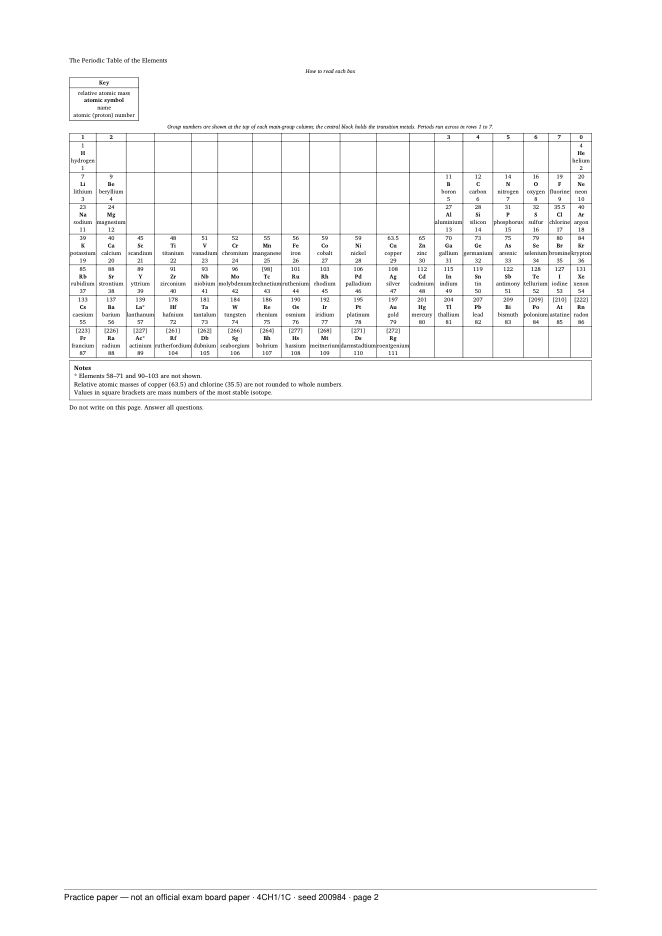 The Periodic Table of the Elements
How to read each box
Key
relative atomic mass
atomic symbol
name
atomic (proton) number
Group numbers are shown at the top of each main-group column; the central block holds the transition metals. Periods run across in rows 1 to 7.
1 2 3 4 5 6 7 0
1 4
H He
hydrogen helium
1 2
7 9 11 12 14 16 19 20
Li Be B C N O F Ne
lithium beryllium boron carbon nitrogen oxygen fluorine neon
3 4 5 6 7 8 9 10
23 24 27 28 31 32 35.5 40
Na Mg Al Si P S Cl Ar
sodium magnesium aluminium silicon phosphorus sulfur chlorine argon
11 12 13 14 15 16 17 18
39 40 45 48 51 52 55 56 59 59 63.5 65 70 73 75 79 80 84
K Ca Sc Ti V Cr Mn Fe Co Ni Cu Zn Ga Ge As Se Br Kr
potassium calcium scandium titanium vanadium chromium manganese iron cobalt nickel copper zinc gallium germanium arsenic selenium bromine krypton
19 20 21 22 23 24 25 26 27 28 29 30 31 32 33 34 35 36
85 88 89 91 93 96 [98] 101 103 106 108 112 115 119 122 128 127 131
Rb Sr Y Zr Nb Mo Tc Ru Rh Pd Ag Cd In Sn Sb Te I Xe
rubidium strontium yttrium zirconium niobium molybdenum technetium ruthenium rhodium palladium silver cadmium indium tin antimony tellurium iodine xenon
37 38 39 40 41 42 43 44 45 46 47 48 49 50 51 52 53 54
133 137 139 178 181 184 186 190 192 195 197 201 204 207 209 [209] [210] [222]
Cs Ba La* Hf Ta W Re Os Ir Pt Au Hg Tl Pb Bi Po At Rn
caesium barium lanthanum hafnium tantalum tungsten rhenium osmium iridium platinum gold mercury thallium lead bismuth polonium astatine radon
55 56 57 72 73 74 75 76 77 78 79 80 81 82 83 84 85 86
[223] [226] [227] [261] [262] [266] [264] [277] [268] [271] [272]
Fr Ra Ac* Rf Db Sg Bh Hs Mt Ds Rg
francium radium actinium rutherfordium dubnium seaborgium bohrium hassium meitnerium darmstadtium roentgenium
87 88 89 104 105 106 107 108 109 110 111
Notes
* Elements 58–71 and 90–103 are not shown.
Relative atomic masses of copper (63.5) and chlorine (35.5) are not rounded to whole numbers.
Values in square brackets are mass numbers of the most stable isotope.
Do not write on this page. Answer all questions.
Practice paper — not an official exam board paper · 4CH1/1C · seed 200984 · page 2